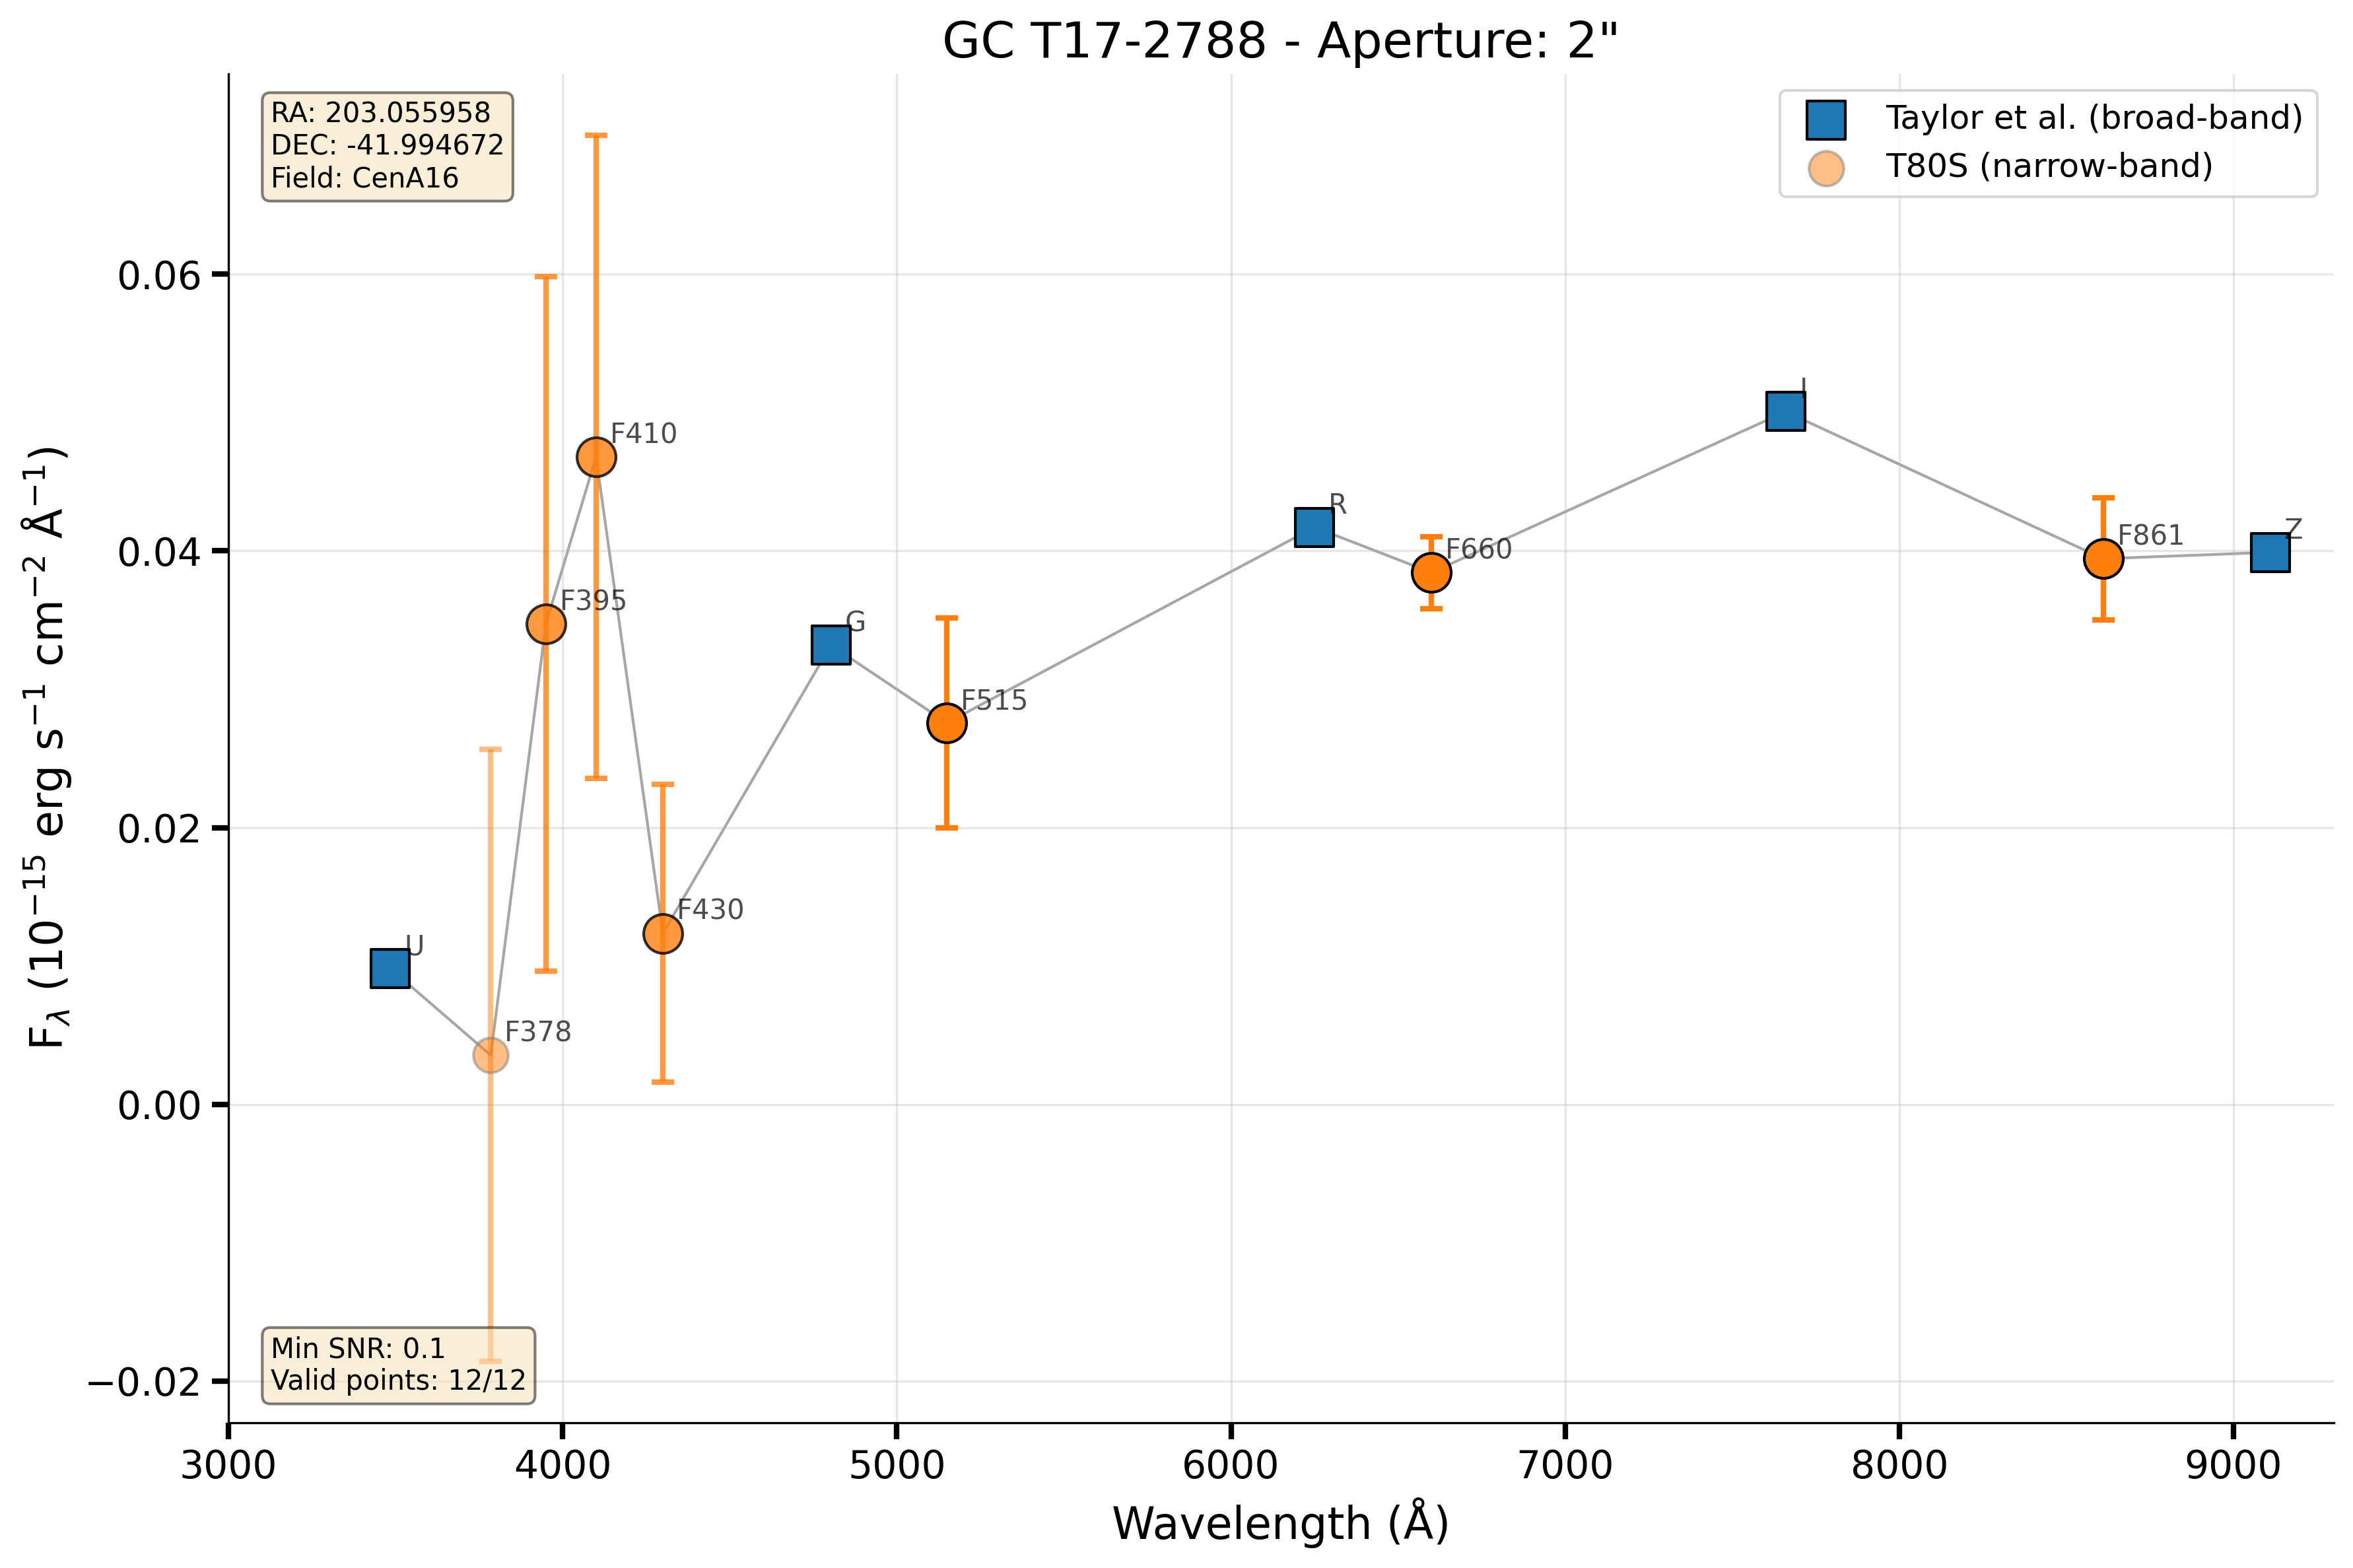 GC T17-2788 - Aperture: 2"
RA: 203.055958
DEC: -41.994672
Field: CenA16
Taylor et al. (broad-band)
T80S (narrow-band)
F_λ (10⁻¹⁵ erg s⁻¹ cm⁻² Å⁻¹)
0.06
0.04
0.02
0.00
−0.02
U
F378
F395
F410
F430
G
F515
R
F660
I
F861
Z
Min SNR: 0.1
Valid points: 12/12
3000 4000 5000 6000 7000 8000 9000
Wavelength (Å)